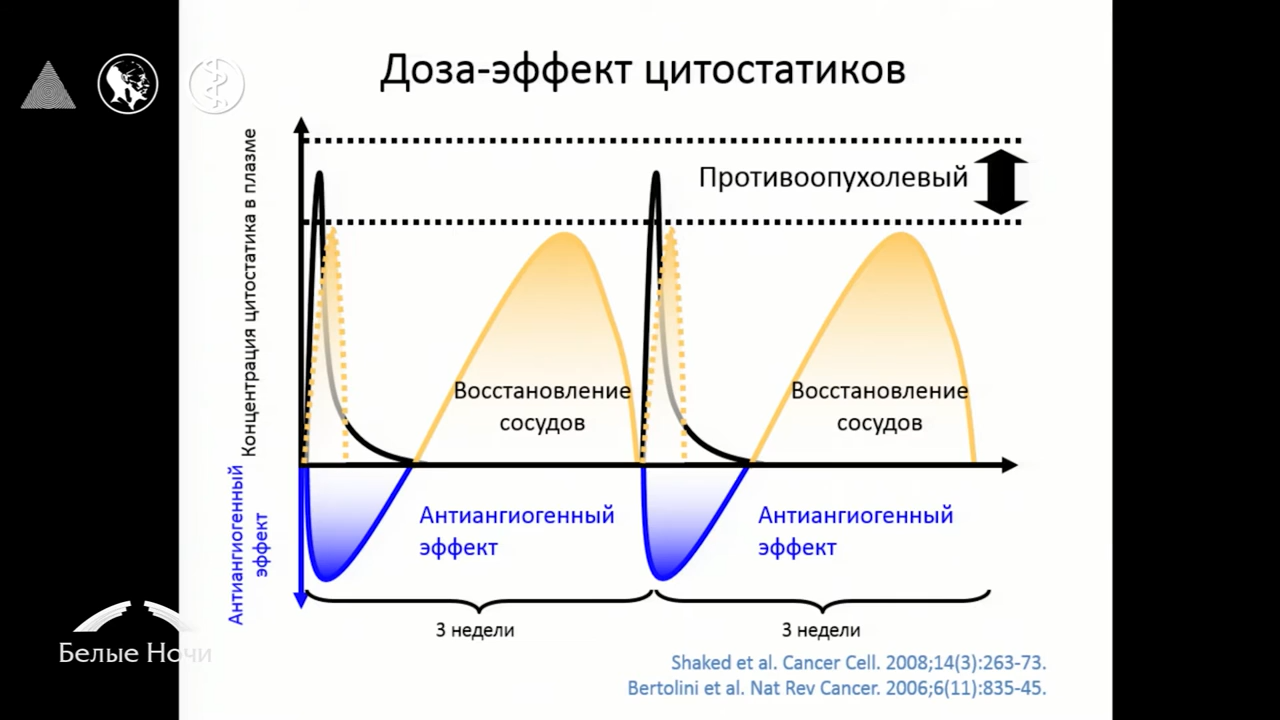 Доза-эффект цитостатиков
Концентрация цитостатика в плазме
Противоопухолевый
Восстановление
сосудов
Восстановление
сосудов
Антиангиогенный
эффект
Антиангиогенный
эффект
Антиангиогенный
эффект
3 недели
3 недели
Белые Ночи
Shaked et al. Cancer Cell. 2008;14(3):263-73.
Bertolini et al. Nat Rev Cancer. 2006;6(11):835-45.